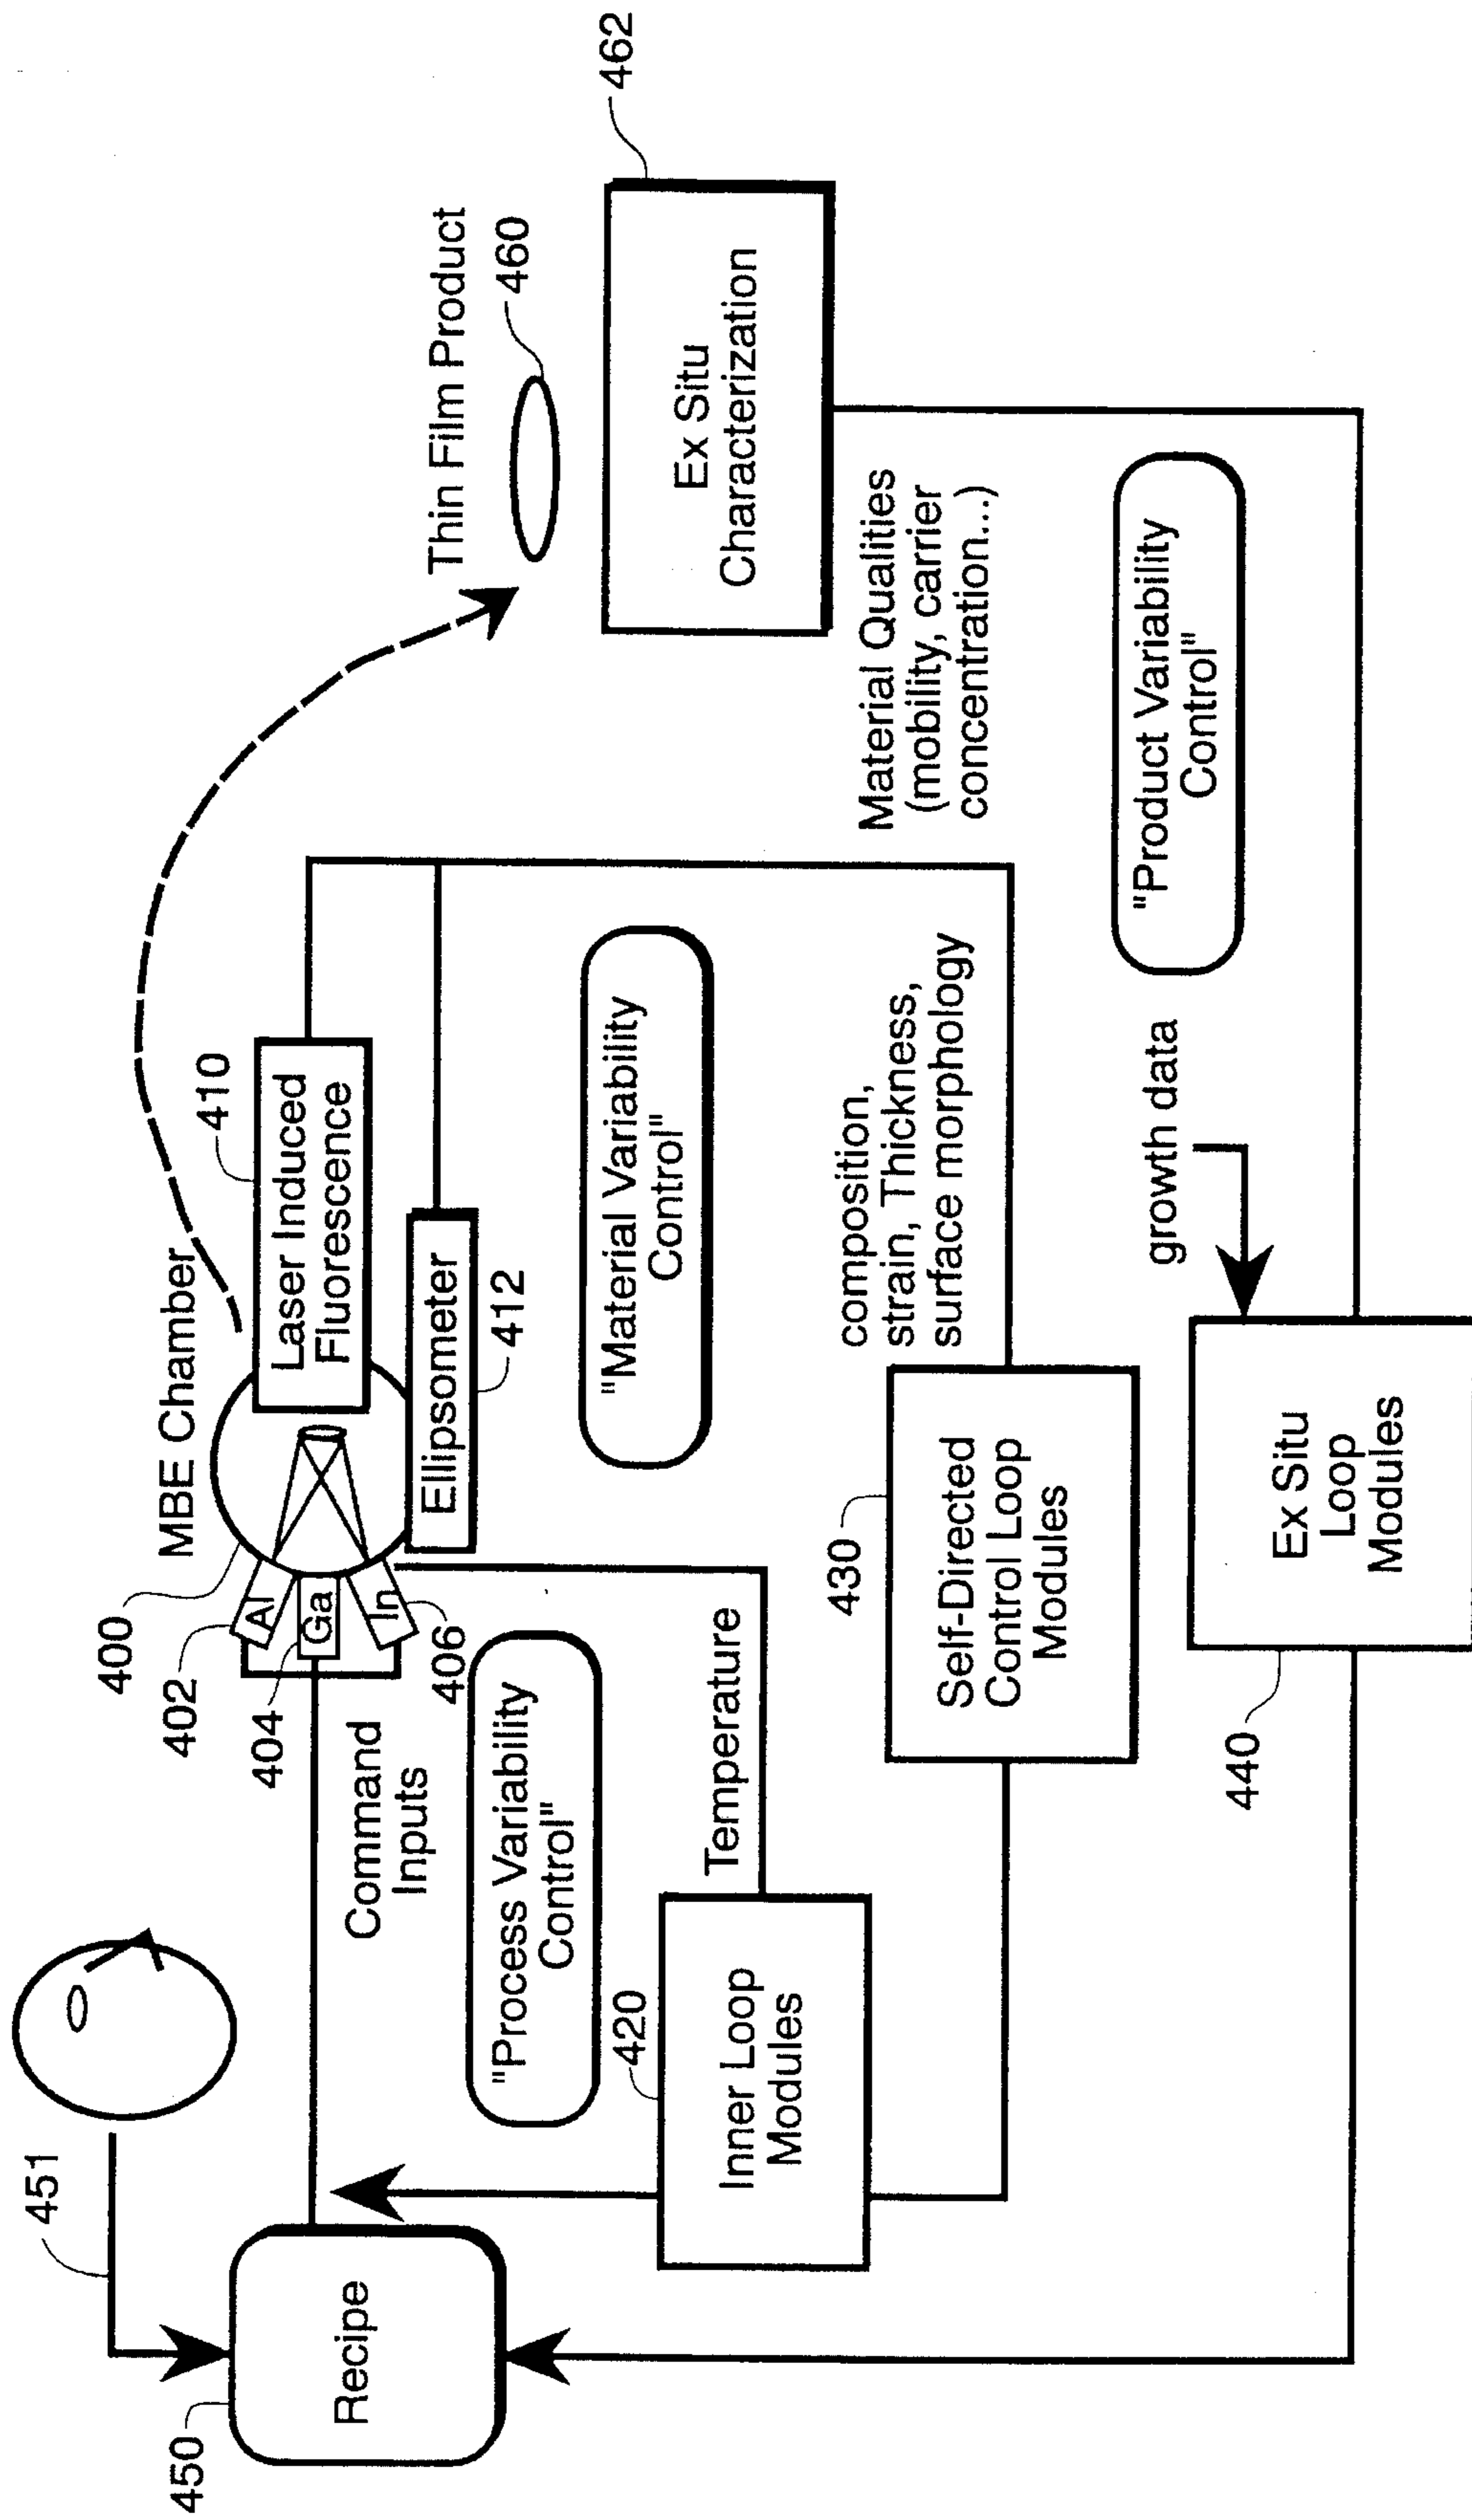 451
450
Recipe
400
MBE Chamber
402
Al
404
Ga
406
In
410
Laser Induced
Fluorescence
Ellipsometer
412
Thin Film Product
460
462
Ex Situ
Characterization
Command
Inputs
"Process Variability
Control"
"Material Variability
Control"
420
Inner Loop
Modules
Temperature
430
Self-Directed
Control Loop
Modules
composition,
strain, Thickness,
surface morphology
Material Qualities
(mobility, carrier
concentration...)
"Product Variability
Control"
growth data
440
Ex Situ
Loop
Modules